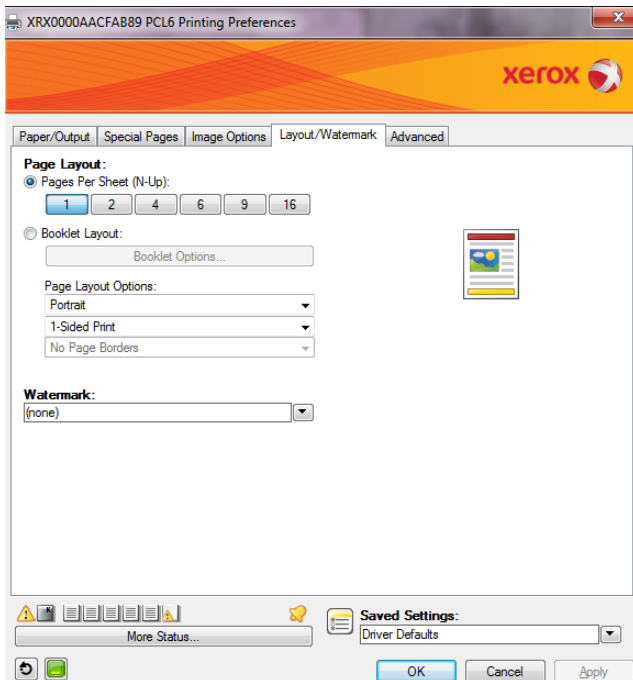 XRX0000AACFAB89 PCL6 Printing Preferences
xerox
Paper/Output Special Pages Image Options Layout/Watermark Advanced
Page Layout:
Pages Per Sheet (N-Up):
1 2 4 6 9 16
Booklet Layout:
Booklet Options...
Page Layout Options:
Portrait
1-Sided Print
No Page Borders
Watermark:
(none)
K
More Status...
Saved Settings:
Driver Defaults
OK Cancel Apply